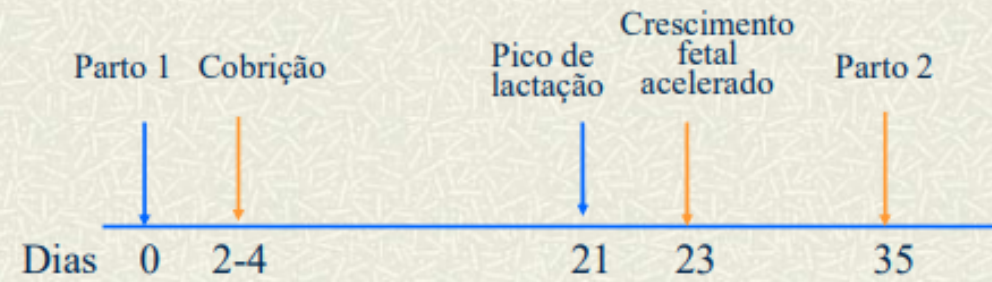 Parto 1
Cobrição
Pico de
lactação
Crescimento
fetal
acelerado
Parto 2
Dias 0 2-4 21 23 35